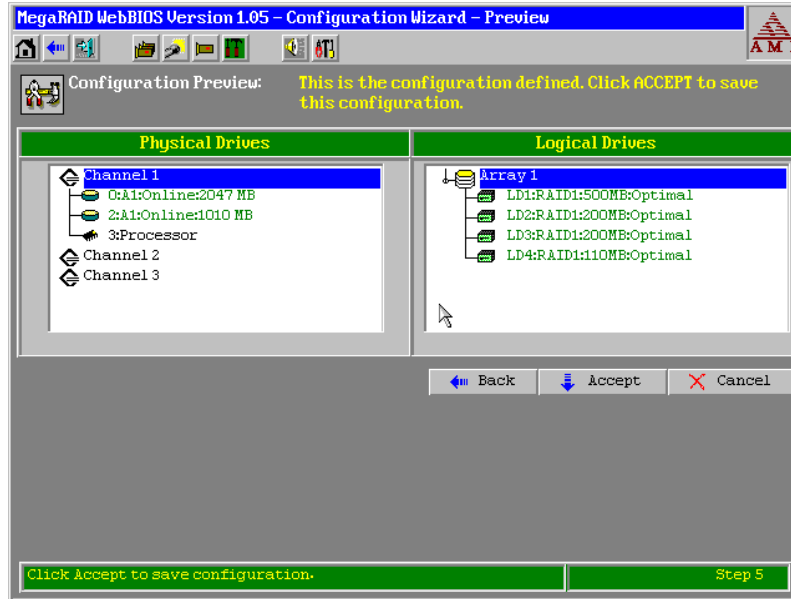 MegaRAID WebBIOS Version 1.05 - Configuration Wizard - Preview
AM
Configuration Preview:
This is the configuration defined. Click ACCEPT to save
this configuration.
Physical Drives
Logical Drives
Channel 1
0:A1:Online:2047 MB
2:A1:Online:1010 MB
3:Processor
Channel 2
Channel 3
Array 1
LD1:RAID1:500MB:Optimal
LD2:RAID1:200MB:Optimal
LD3:RAID1:200MB:Optimal
LD4:RAID1:110MB:Optimal
Back
Accept
Cancel
Click Accept to save configuration.
Step 5